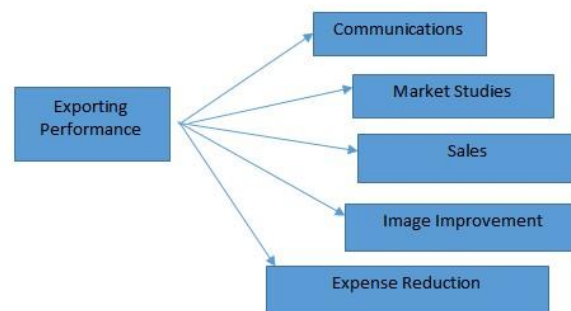 Exporting
Performance
Communications
Market Studies
Sales
Image Improvement
Expense Reduction